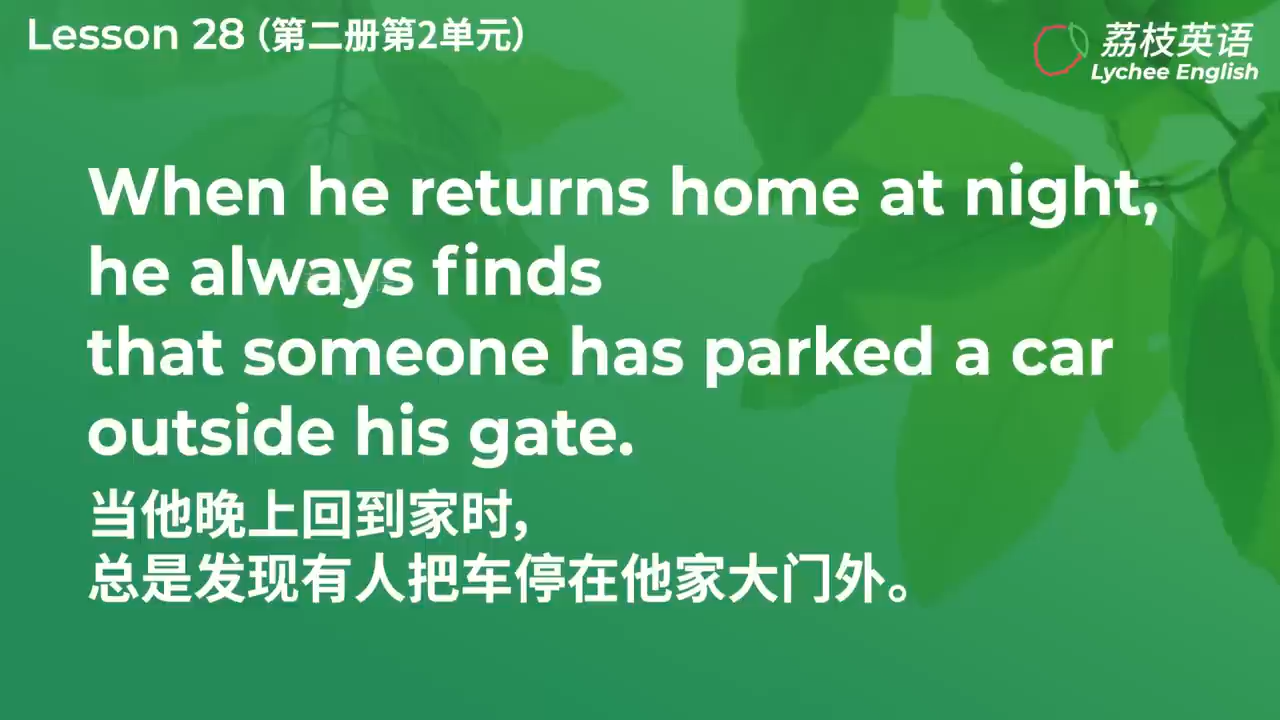 Lesson 28 (第二册第2单元)
荔枝英语
Lychee English
When he returns home at night,
he always finds
that someone has parked a car
outside his gate.
当他晚上回到家时,
总是发现有人把车停在他家大门外。